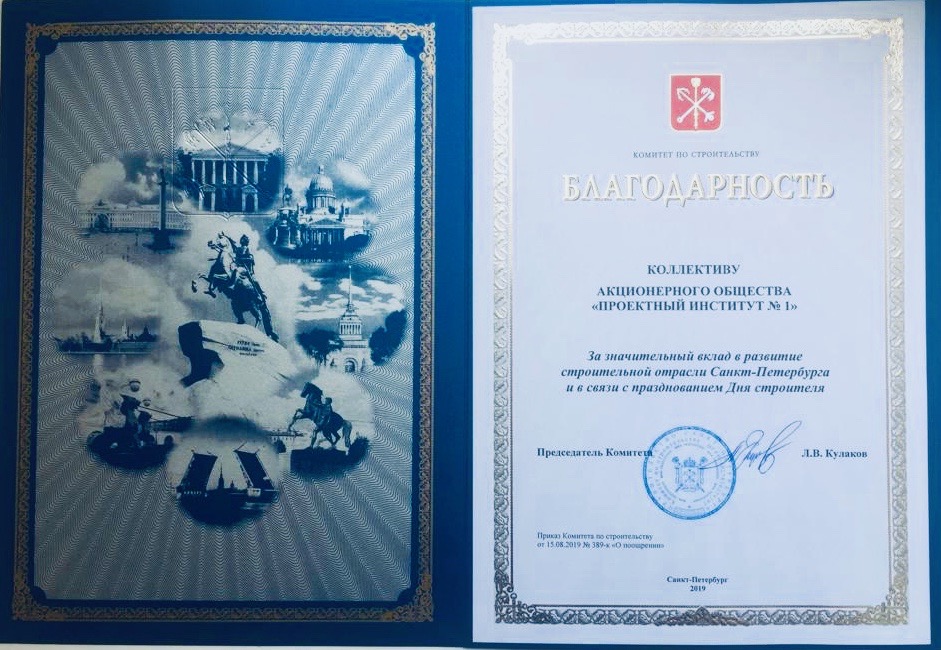 КОМИТЕТ ПО СТРОИТЕЛЬСТВУ
БЛАГОДАРНОСТЬ
КОЛЛЕКТИВУ
АКЦИОНЕРНОГО ОБЩЕСТВА
«ПРОЕКТНЫЙ ИНСТИТУТ № 1»
За значительный вклад в развитие
строительной отрасли Санкт-Петербурга
и в связи с празднованием Дня строителя
Председатель Комитета Л.В. Кулаков
Приказ Комитета по строительству
от 15.08.2019 № 389-к «О поощрении»
Санкт-Петербург
2019